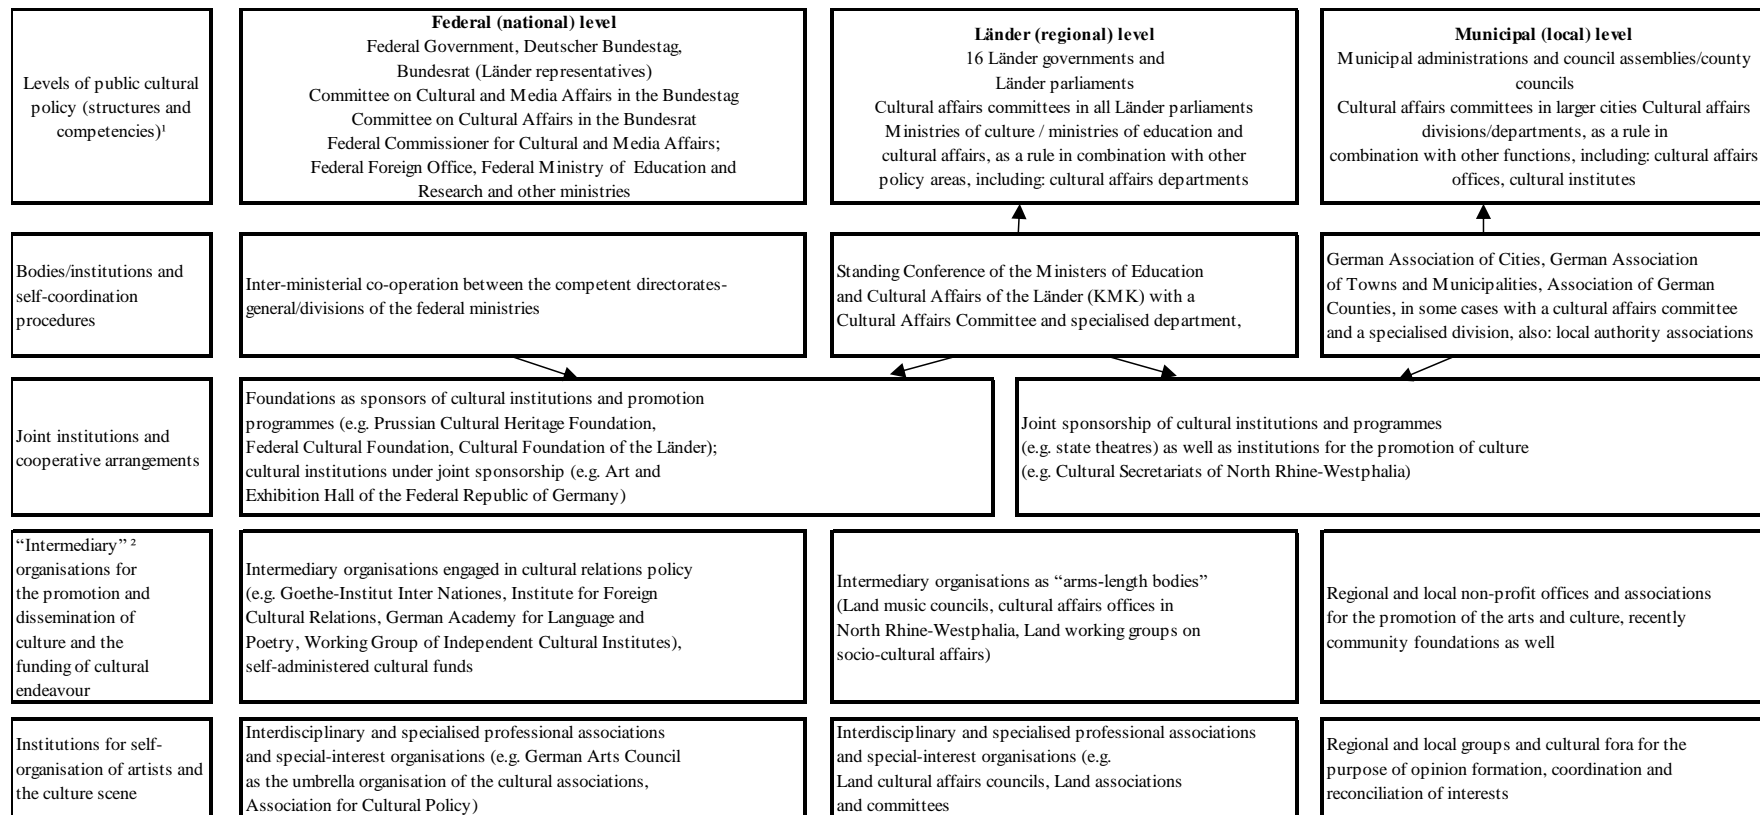 Levels of public cultural
policy (structures and
competencies)¹
Federal (national) level
Federal Government, Deutscher Bundestag,
Bundesrat (Länder representatives)
Committee on Cultural and Media Affairs in the Bundestag
Committee on Cultural Affairs in the Bundesrat
Federal Commissioner for Cultural and Media Affairs;
Federal Foreign Office, Federal Ministry of Education and
Research and other ministries
Länder (regional) level
16 Länder governments and
Länder parliaments
Cultural affairs committees in all Länder parliaments
Ministries of culture / ministries of education and
cultural affairs, as a rule in combination with other
policy areas, including: cultural affairs departments
Municipal (local) level
Municipal administrations and council assemblies/county
councils
Cultural affairs committees in larger cities Cultural affairs
divisions/departments, as a rule in
combination with other functions, including: cultural affairs
offices, cultural institutes
Bodies/institutions and
self-coordination
procedures
Inter-ministerial co-operation between the competent directorates-
general/divisions of the federal ministries
Standing Conference of the Ministers of Education
and Cultural Affairs of the Länder (KMK) with a
Cultural Affairs Committee and specialised department,
German Association of Cities, German Association
of Towns and Municipalities, Association of German
Counties, in some cases with a cultural affairs committee
and a specialised division, also: local authority associations
Joint institutions and
cooperative arrangements
Foundations as sponsors of cultural institutions and promotion
programmes (e.g. Prussian Cultural Heritage Foundation,
Federal Cultural Foundation, Cultural Foundation of the Länder);
cultural institutions under joint sponsorship (e.g. Art and
Exhibition Hall of the Federal Republic of Germany)
Joint sponsorship of cultural institutions and programmes
(e.g. state theatres) as well as institutions for the promotion of culture
(e.g. Cultural Secretariats of North Rhine-Westphalia)
“Intermediary” ²
organisations for
the promotion and
dissemination of
culture and the
funding of cultural
endeavour
Intermediary organisations engaged in cultural relations policy
(e.g. Goethe-Institut Inter Nationes, Institute for Foreign
Cultural Relations, German Academy for Language and
Poetry, Working Group of Independent Cultural Institutes),
self-administered cultural funds
Intermediary organisations as “arms-length bodies”
(Land music councils, cultural affairs offices in
North Rhine-Westphalia, Land working groups on
socio-cultural affairs)
Regional and local non-profit offices and associations
for the promotion of the arts and culture, recently
community foundations as well
Institutions for self-
organisation of artists and
the culture scene
Interdisciplinary and specialised professional associations
and special-interest organisations (e.g. German Arts Council
as the umbrella organisation of the cultural associations,
Association for Cultural Policy)
Interdisciplinary and specialised professional associations
and special-interest organisations (e.g.
Land cultural affairs councils, Land associations
and committees
Regional and local groups and cultural fora for the
purpose of opinion formation, coordination and
reconciliation of interests